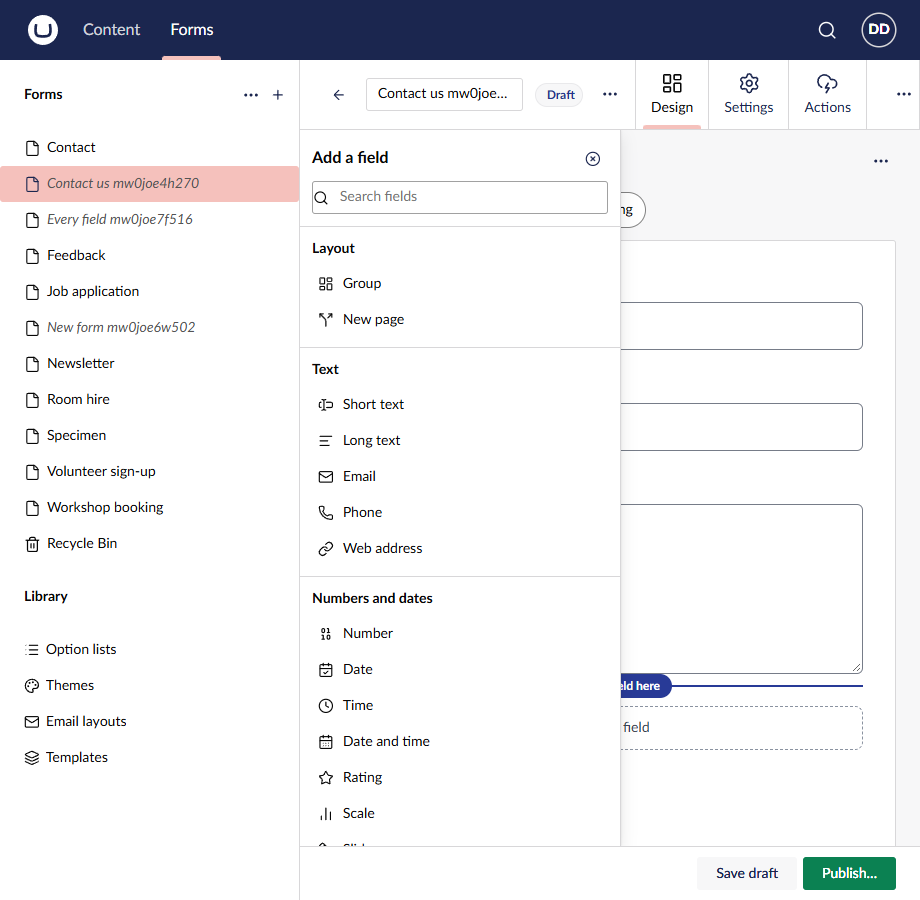 Content
Forms
DD
Forms
Contact us mw0joe...
Draft
Design
Settings
Actions
Contact
Contact us mw0joe4h270
Every field mw0joe7f516
Feedback
Job application
New form mw0joe6w502
Newsletter
Room hire
Specimen
Volunteer sign-up
Workshop booking
Recycle Bin
Library
Option lists
Themes
Email layouts
Templates
Add a field
Search fields
Layout
Group
New page
Text
Short text
Long text
Email
Phone
Web address
Numbers and dates
Number
Date
Time
Date and time
Rating
Scale
here
field
Save draft
Publish...